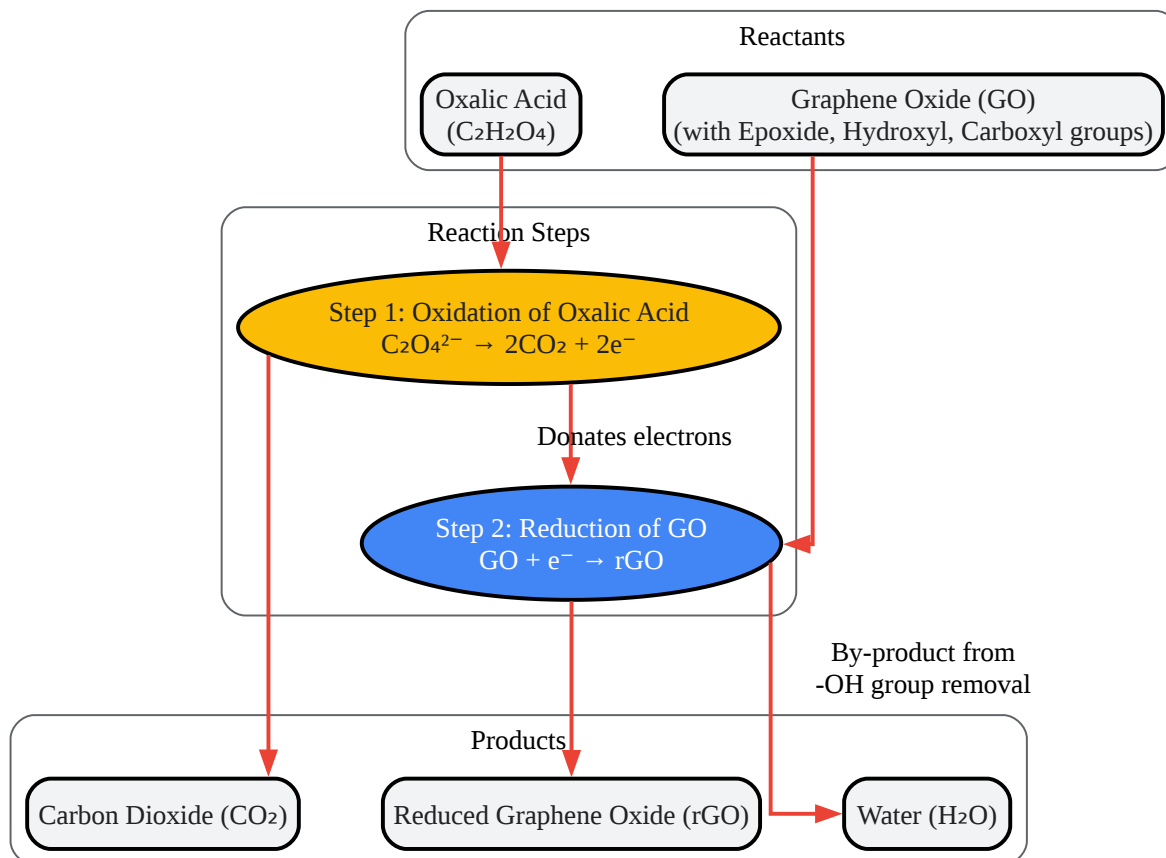 Reactants
Oxalic Acid
(C₂H₂O₄)
Graphene Oxide (GO)
(with Epoxide, Hydroxyl, Carboxyl groups)
Reaction Steps
Step 1: Oxidation of Oxalic Acid
C₂O₄²⁻ → 2CO₂ + 2e⁻
Donates electrons
Step 2: Reduction of GO
GO + e⁻ → rGO
By-product from
-OH group removal
Products
Carbon Dioxide (CO₂)
Reduced Graphene Oxide (rGO)
Water (H₂O)